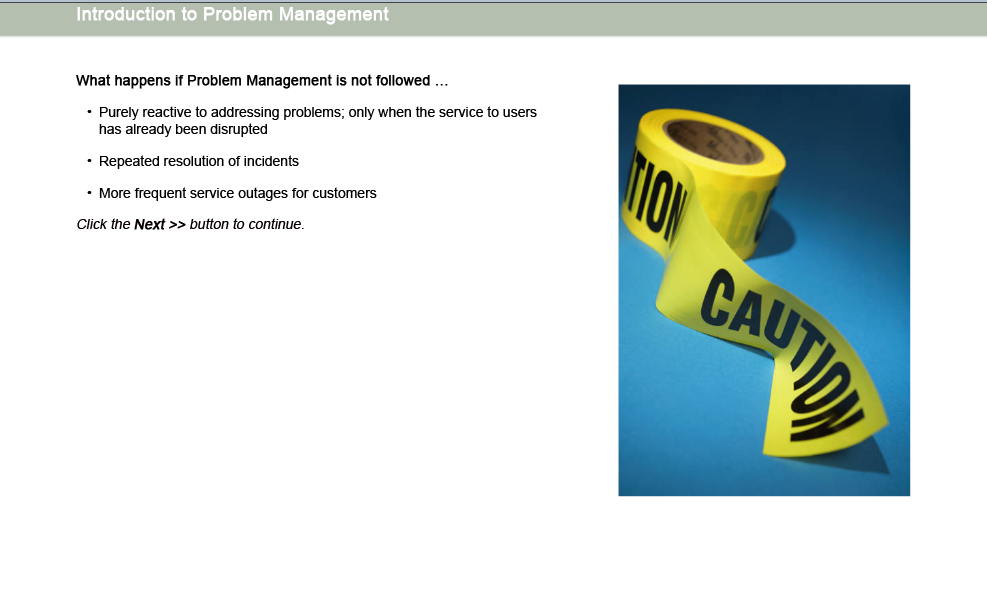 Introduction to Problem Management
What happens if Problem Management is not followed …
• Purely reactive to addressing problems; only when the service to users
has already been disrupted
• Repeated resolution of incidents
• More frequent service outages for customers
Click the Next >> button to continue.
TION
CAUTION